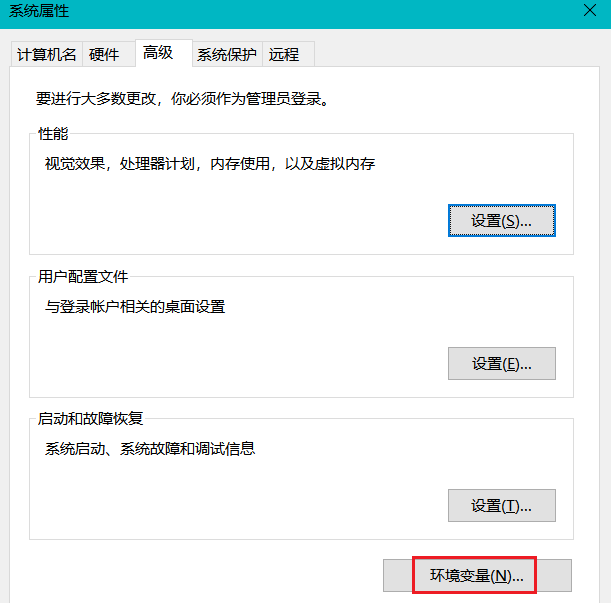 系统属性
计算机名 硬件 高级 系统保护 远程
要进行大多数更改，你必须作为管理员登录。
性能
视觉效果，处理器计划，内存使用，以及虚拟内存
设置(S)...
用户配置文件
与登录帐户相关的桌面设置
设置(E)...
启动和故障恢复
系统启动、系统故障和调试信息
设置(T)...
环境变量(N)...